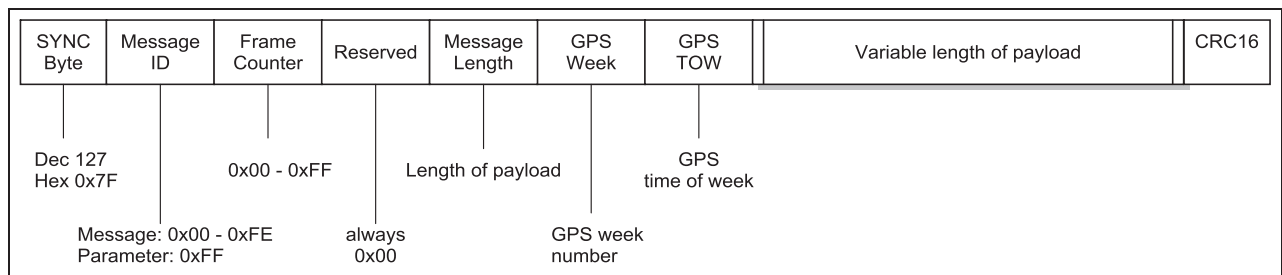 SYNC Byte
Message ID
Frame Counter
Reserved
Message Length
GPS Week
GPS TOW
Variable length of payload
CRC16
Dec 127
Hex 0x7F
0x00 - 0xFF
Length of payload
GPS
time of week
Message: 0x00 - 0xFE
Parameter: 0xFF
always
0x00
GPS week
number